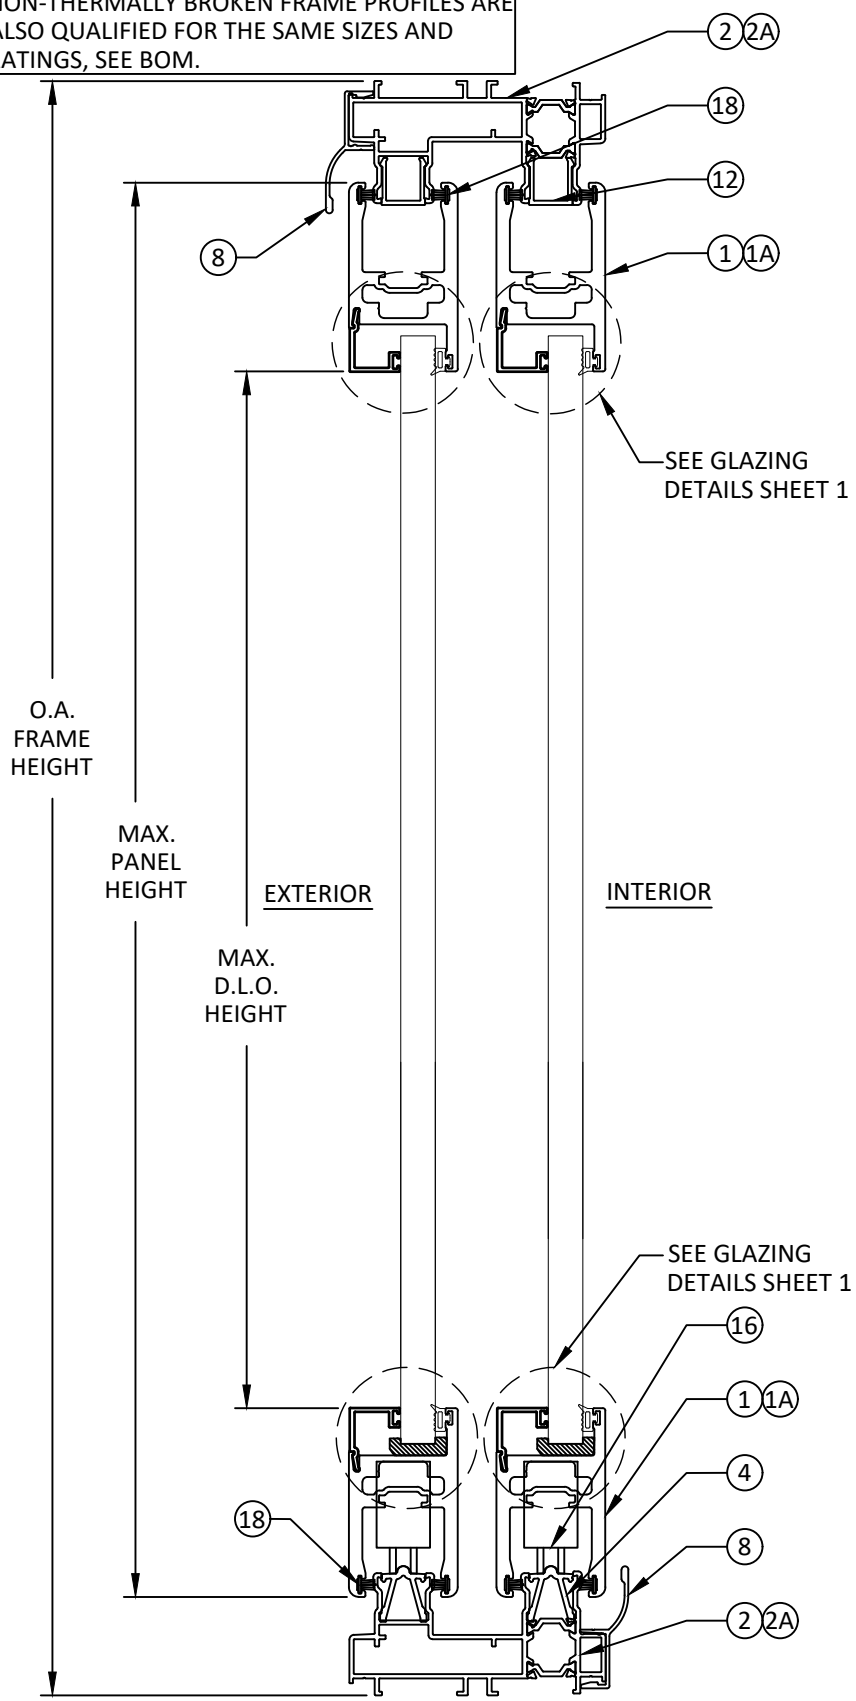 NON-THERMALLY BROKEN FRAME PROFILES ARE
ALSO QUALIFIED FOR THE SAME SIZES AND
RATINGS, SEE BOM.
2 2A
18
12
1 1A
8
SEE GLAZING
DETAILS SHEET 1
O.A.
FRAME
HEIGHT
MAX.
PANEL
HEIGHT
EXTERIOR
INTERIOR
MAX.
D.L.O.
HEIGHT
SEE GLAZING
DETAILS SHEET 1
16
1 1A
4
18
8
2 2A